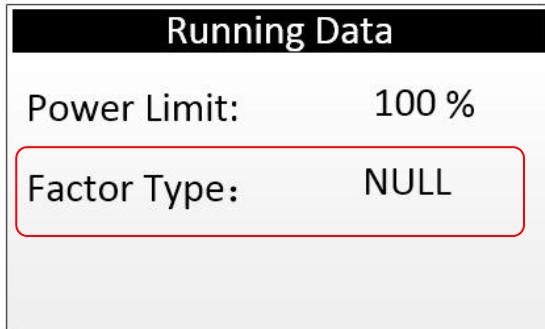 Running Data
Power Limit: 100 %
Factor Type： NULL